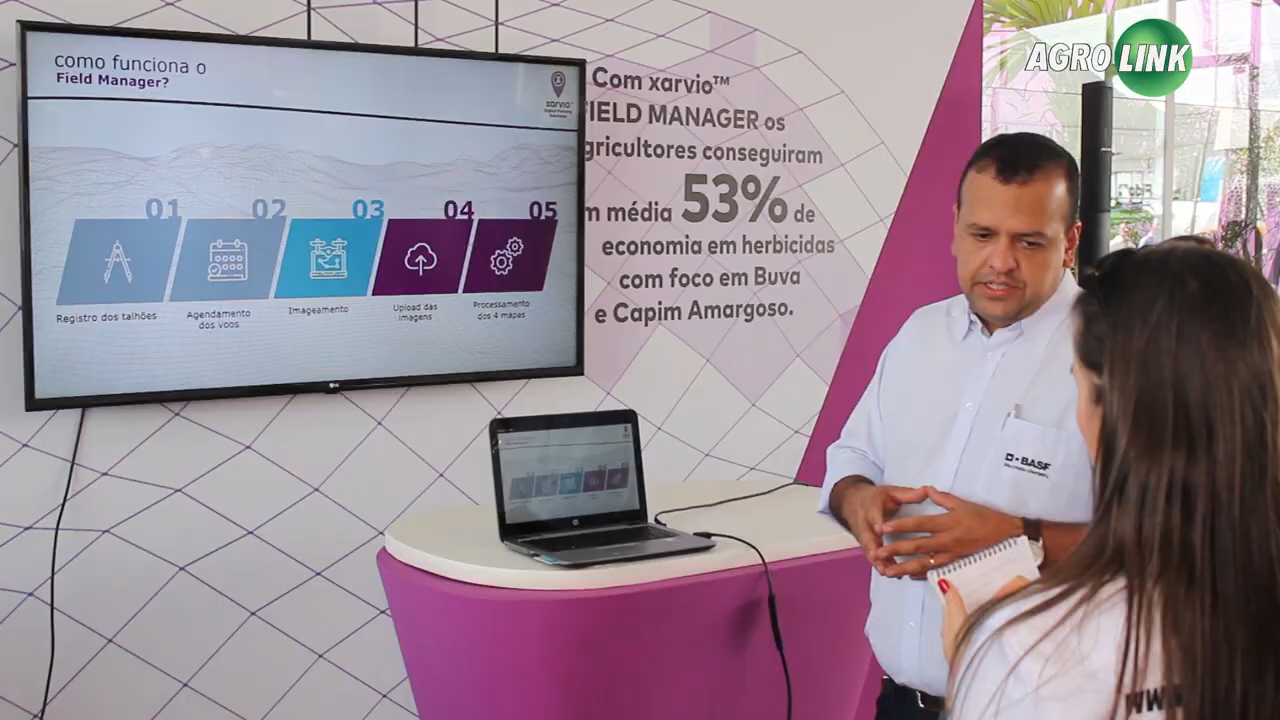 como funciona o
Field Manager?
xarvio™
01
02
03
04
05
Registro dos talhões
Agendamento
dos voos
Imageamento
Upload das
imagens
Processamento
dos 4 mapas
LG
Com xarvio™
IELD MANAGER os
gricultores conseguiram
m média 53% de
economia em herbicidas
com foco em Buva
e Capim Amargoso.
AGROLINK
BASF